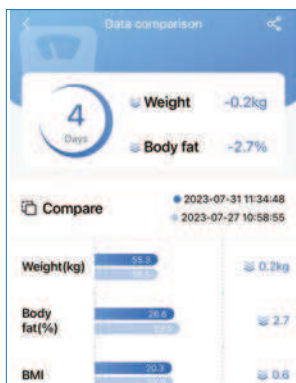 Data comparison
4
Days
Weight -0.2kg
Body fat -2.7%
Compare
2023-07-31 11:34:48
2023-07-27 10:58:55
Weight(kg) 55.3 0.2kg
Body
fat(%) 26.6 2.7
BMI 20.3 0.6